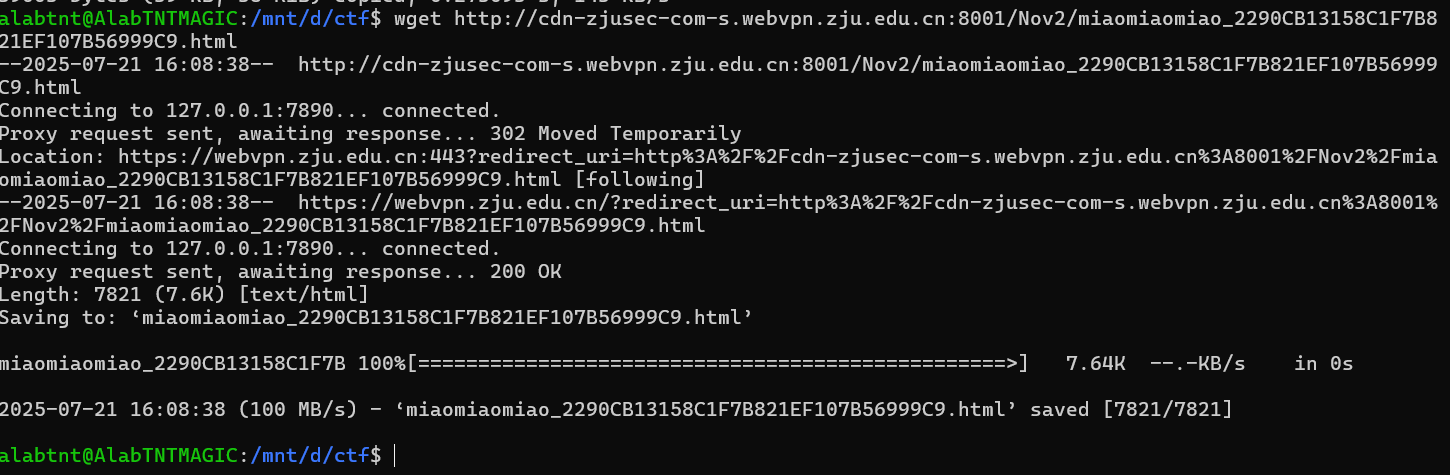 alabtnt@AlabTNTMAGIC:/mnt/d/ctf$ wget http://cdn-zjusec-com-s.webvpn.zju.edu.cn:8001/Nov2/miaomiaomiao_2290CB13158C1F7B8
21EF107B56999C9.html
--2025-07-21 16:08:38--  http://cdn-zjusec-com-s.webvpn.zju.edu.cn:8001/Nov2/miaomiaomiao_2290CB13158C1F7B821EF107B56999
C9.html
Connecting to 127.0.0.1:7890... connected.
Proxy request sent, awaiting response... 302 Moved Temporarily
Location: https://webvpn.zju.edu.cn:443?redirect_uri=http%3A%2F%2Fcdn-zjusec-com-s.webvpn.zju.edu.cn%3A8001%2FNov2%2Fmia
omiaomiao_2290CB13158C1F7B821EF107B56999C9.html [following]
--2025-07-21 16:08:38--  https://webvpn.zju.edu.cn/?redirect_uri=http%3A%2F%2Fcdn-zjusec-com-s.webvpn.zju.edu.cn%3A8001%
2FNov2%2Fmiaomiaomiao_2290CB13158C1F7B821EF107B56999C9.html
Connecting to 127.0.0.1:7890... connected.
Proxy request sent, awaiting response... 200 OK
Length: 7821 (7.6K) [text/html]
Saving to: ‘miaomiaomiao_2290CB13158C1F7B821EF107B56999C9.html’
miaomiaomiao_2290CB13158C1F7B 100%[=================================================>]   7.64K  --.-KB/s    in 0s
2025-07-21 16:08:38 (100 MB/s) - ‘miaomiaomiao_2290CB13158C1F7B821EF107B56999C9.html’ saved [7821/7821]
alabtnt@AlabTNTMAGIC:/mnt/d/ctf$